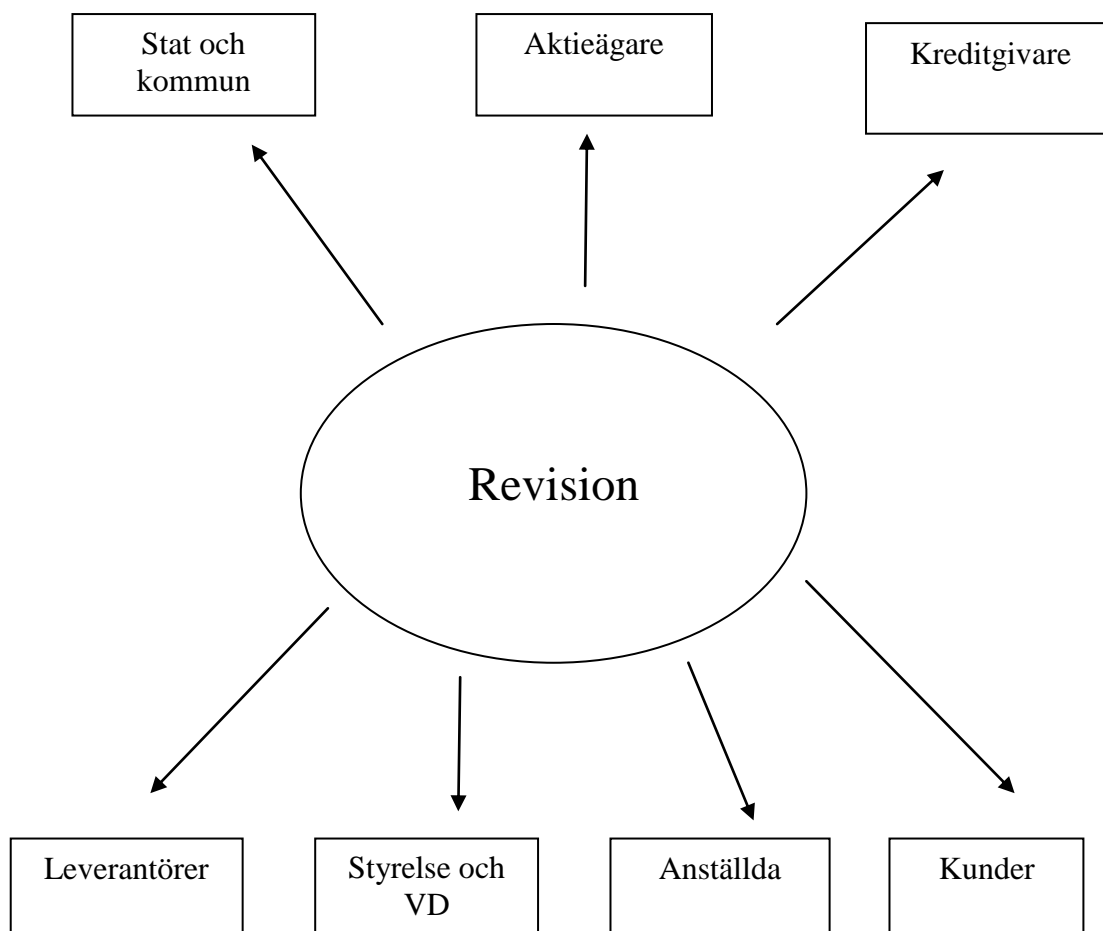 Stat och
kommun
Aktieägare
Kreditgivare
Revision
Leverantörer
Styrelse och
VD
Anställda
Kunder